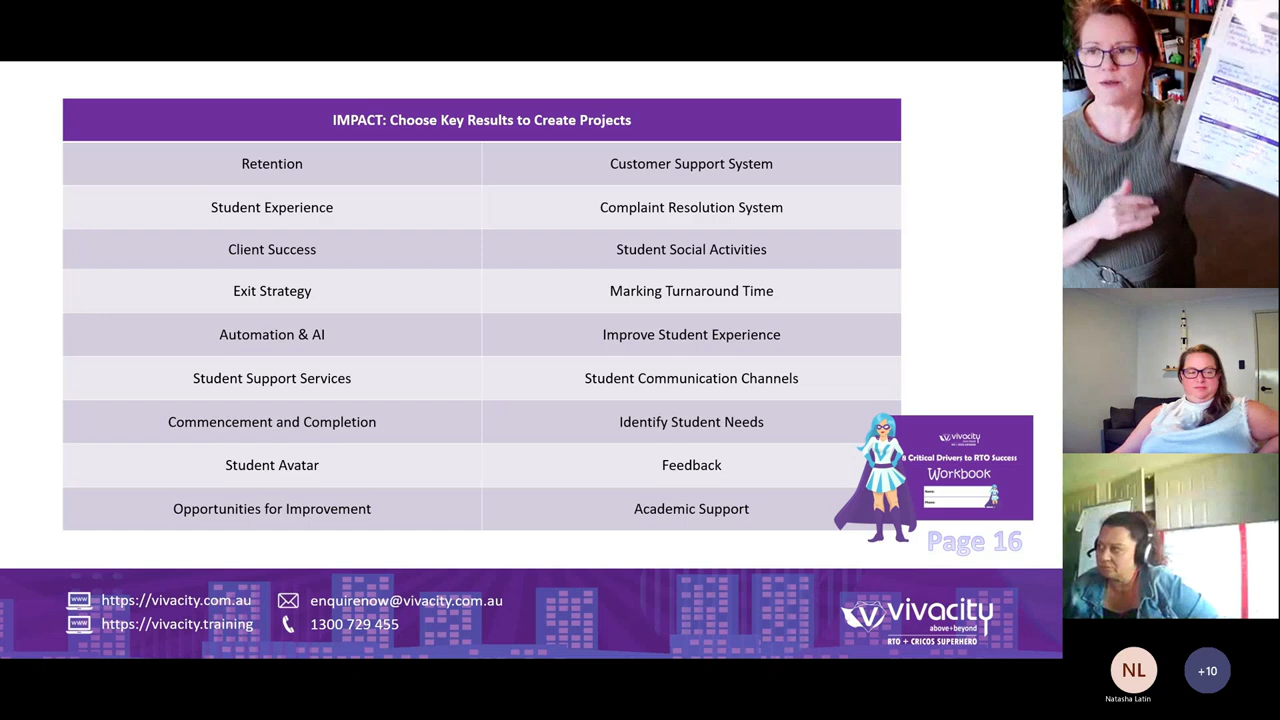 IMPACT: Choose Key Results to Create Projects
Retention
Customer Support System
Student Experience
Complaint Resolution System
Client Success
Student Social Activities
Exit Strategy
Marking Turnaround Time
Automation & AI
Improve Student Experience
Student Support Services
Student Communication Channels
Commencement and Completion
Identify Student Needs
Student Avatar
Feedback
Opportunities for Improvement
Academic Support
vivacity
Critical Drivers to RTO Success
Workbook
Name:
Phone:
Page 16
www
https://vivacity.com.au
enquirenow@vivacity.com.au
www
https://vivacity.training
1300 729 455
vivacity
above+beyond
RTO + CRICOS SUPERHERO
NL
Natasha Latin
+10